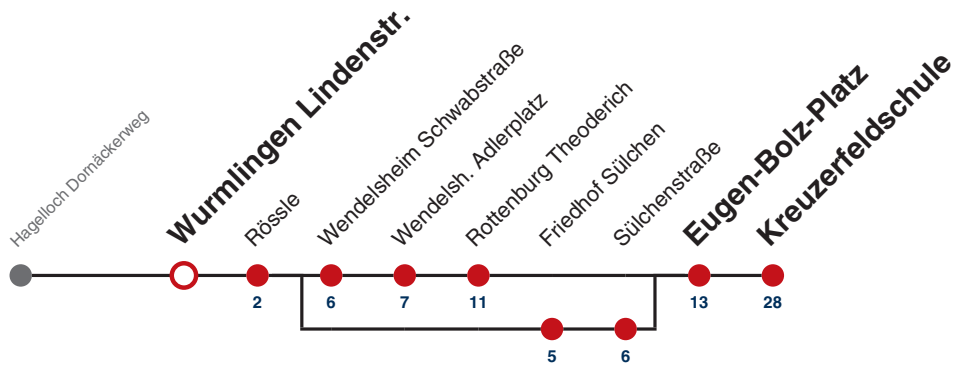 Hagelloch Dornäckerweg
Wurmlingen Lindenstr.
Rössle
Wendelsheim Schwabstraße
Wendelsh. Adlerplatz
Rottenburg Theoderich
Friedhof Sülchen
Sülchenstraße
Eugen-Bolz-Platz
Kreuzerfeldschule
2
6
7
11
13
28
5
6